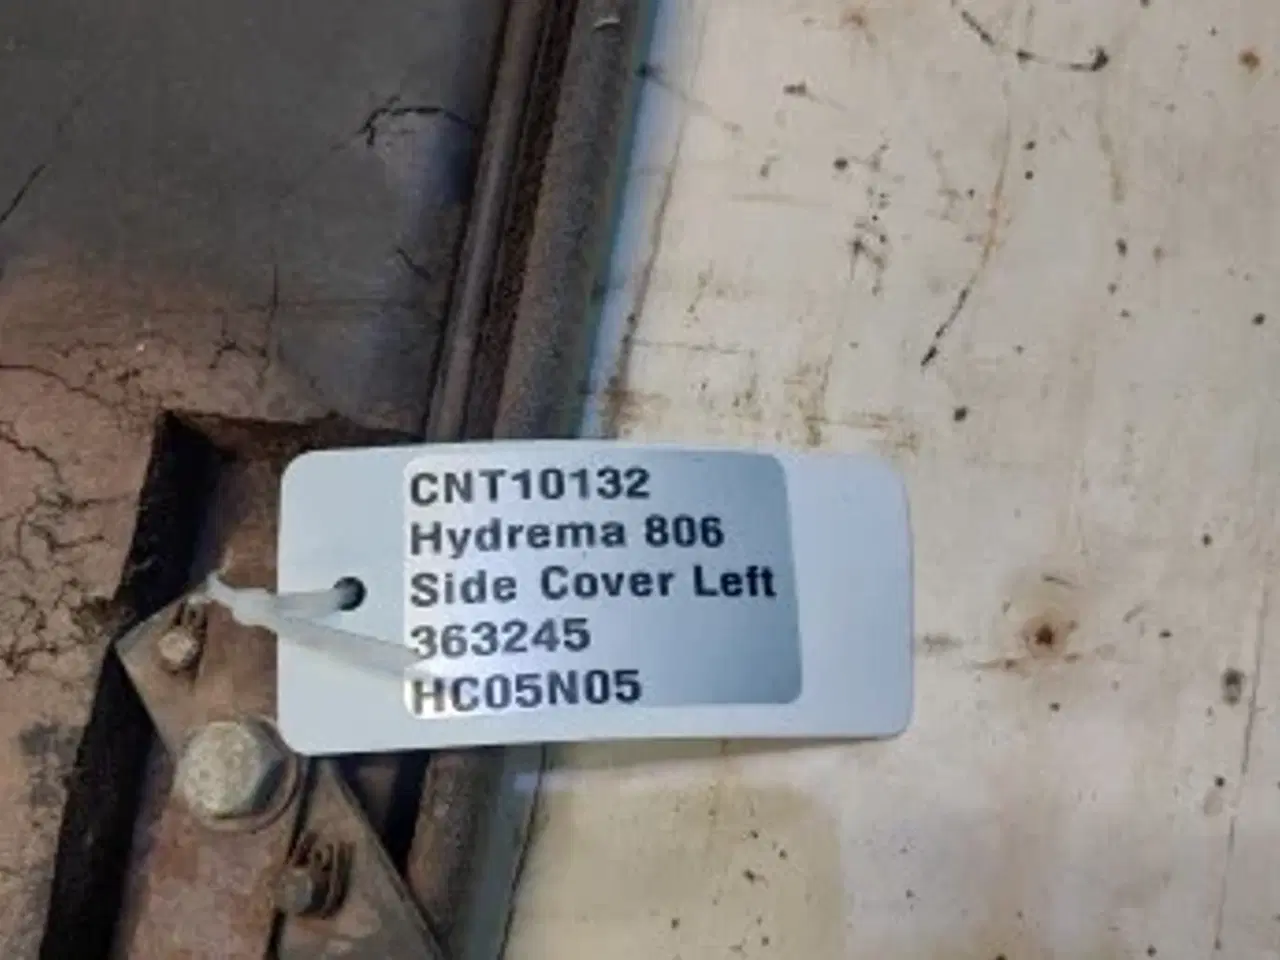 CNT10132
Hydrema 806
Side Cover Left
363245
HC05N05